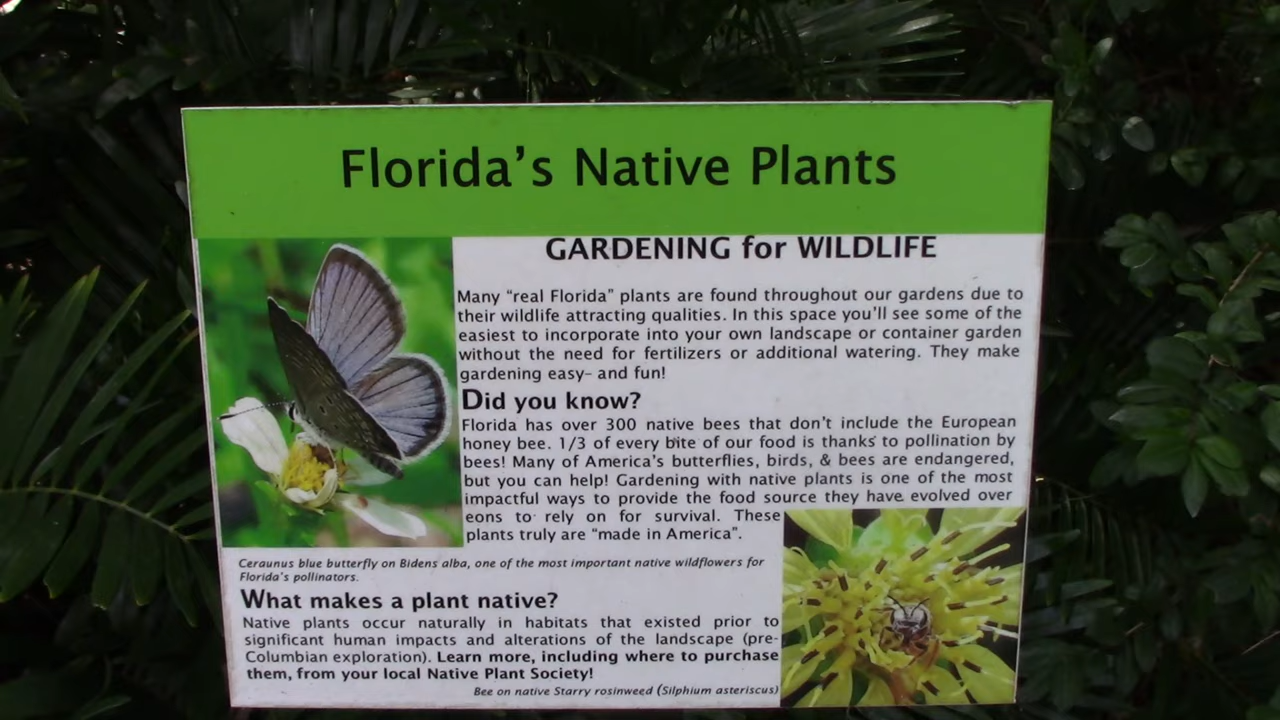 Florida's Native Plants
GARDENING for WILDLIFE
Many “real Florida” plants are found throughout our gardens due to
their wildlife attracting qualities. In this space you'll see some of the
easiest to incorporate into your own landscape or container garden
without the need for fertilizers or additional watering. They make
gardening easy- and fun!
Did you know?
Florida has over 300 native bees that don't include the European
honey bee. 1/3 of every bite of our food is thanks to pollination by
bees! Many of America's butterflies, birds, & bees are endangered,
but you can help! Gardening with native plants is one of the most
impactful ways to provide the food source they have evolved over
eons to rely on for survival. These
plants truly are “made in America”.
Ceraunus blue butterfly on Bidens alba, one of the most important native wildflowers for
Florida's pollinators.
What makes a plant native?
Native plants occur naturally in habitats that existed prior to
significant human impacts and alterations of the landscape (pre-
Columbian exploration). Learn more, including where to purchase
them, from your local Native Plant Society!
Bee on native Starry rosinweed (Silphium asteriscus)